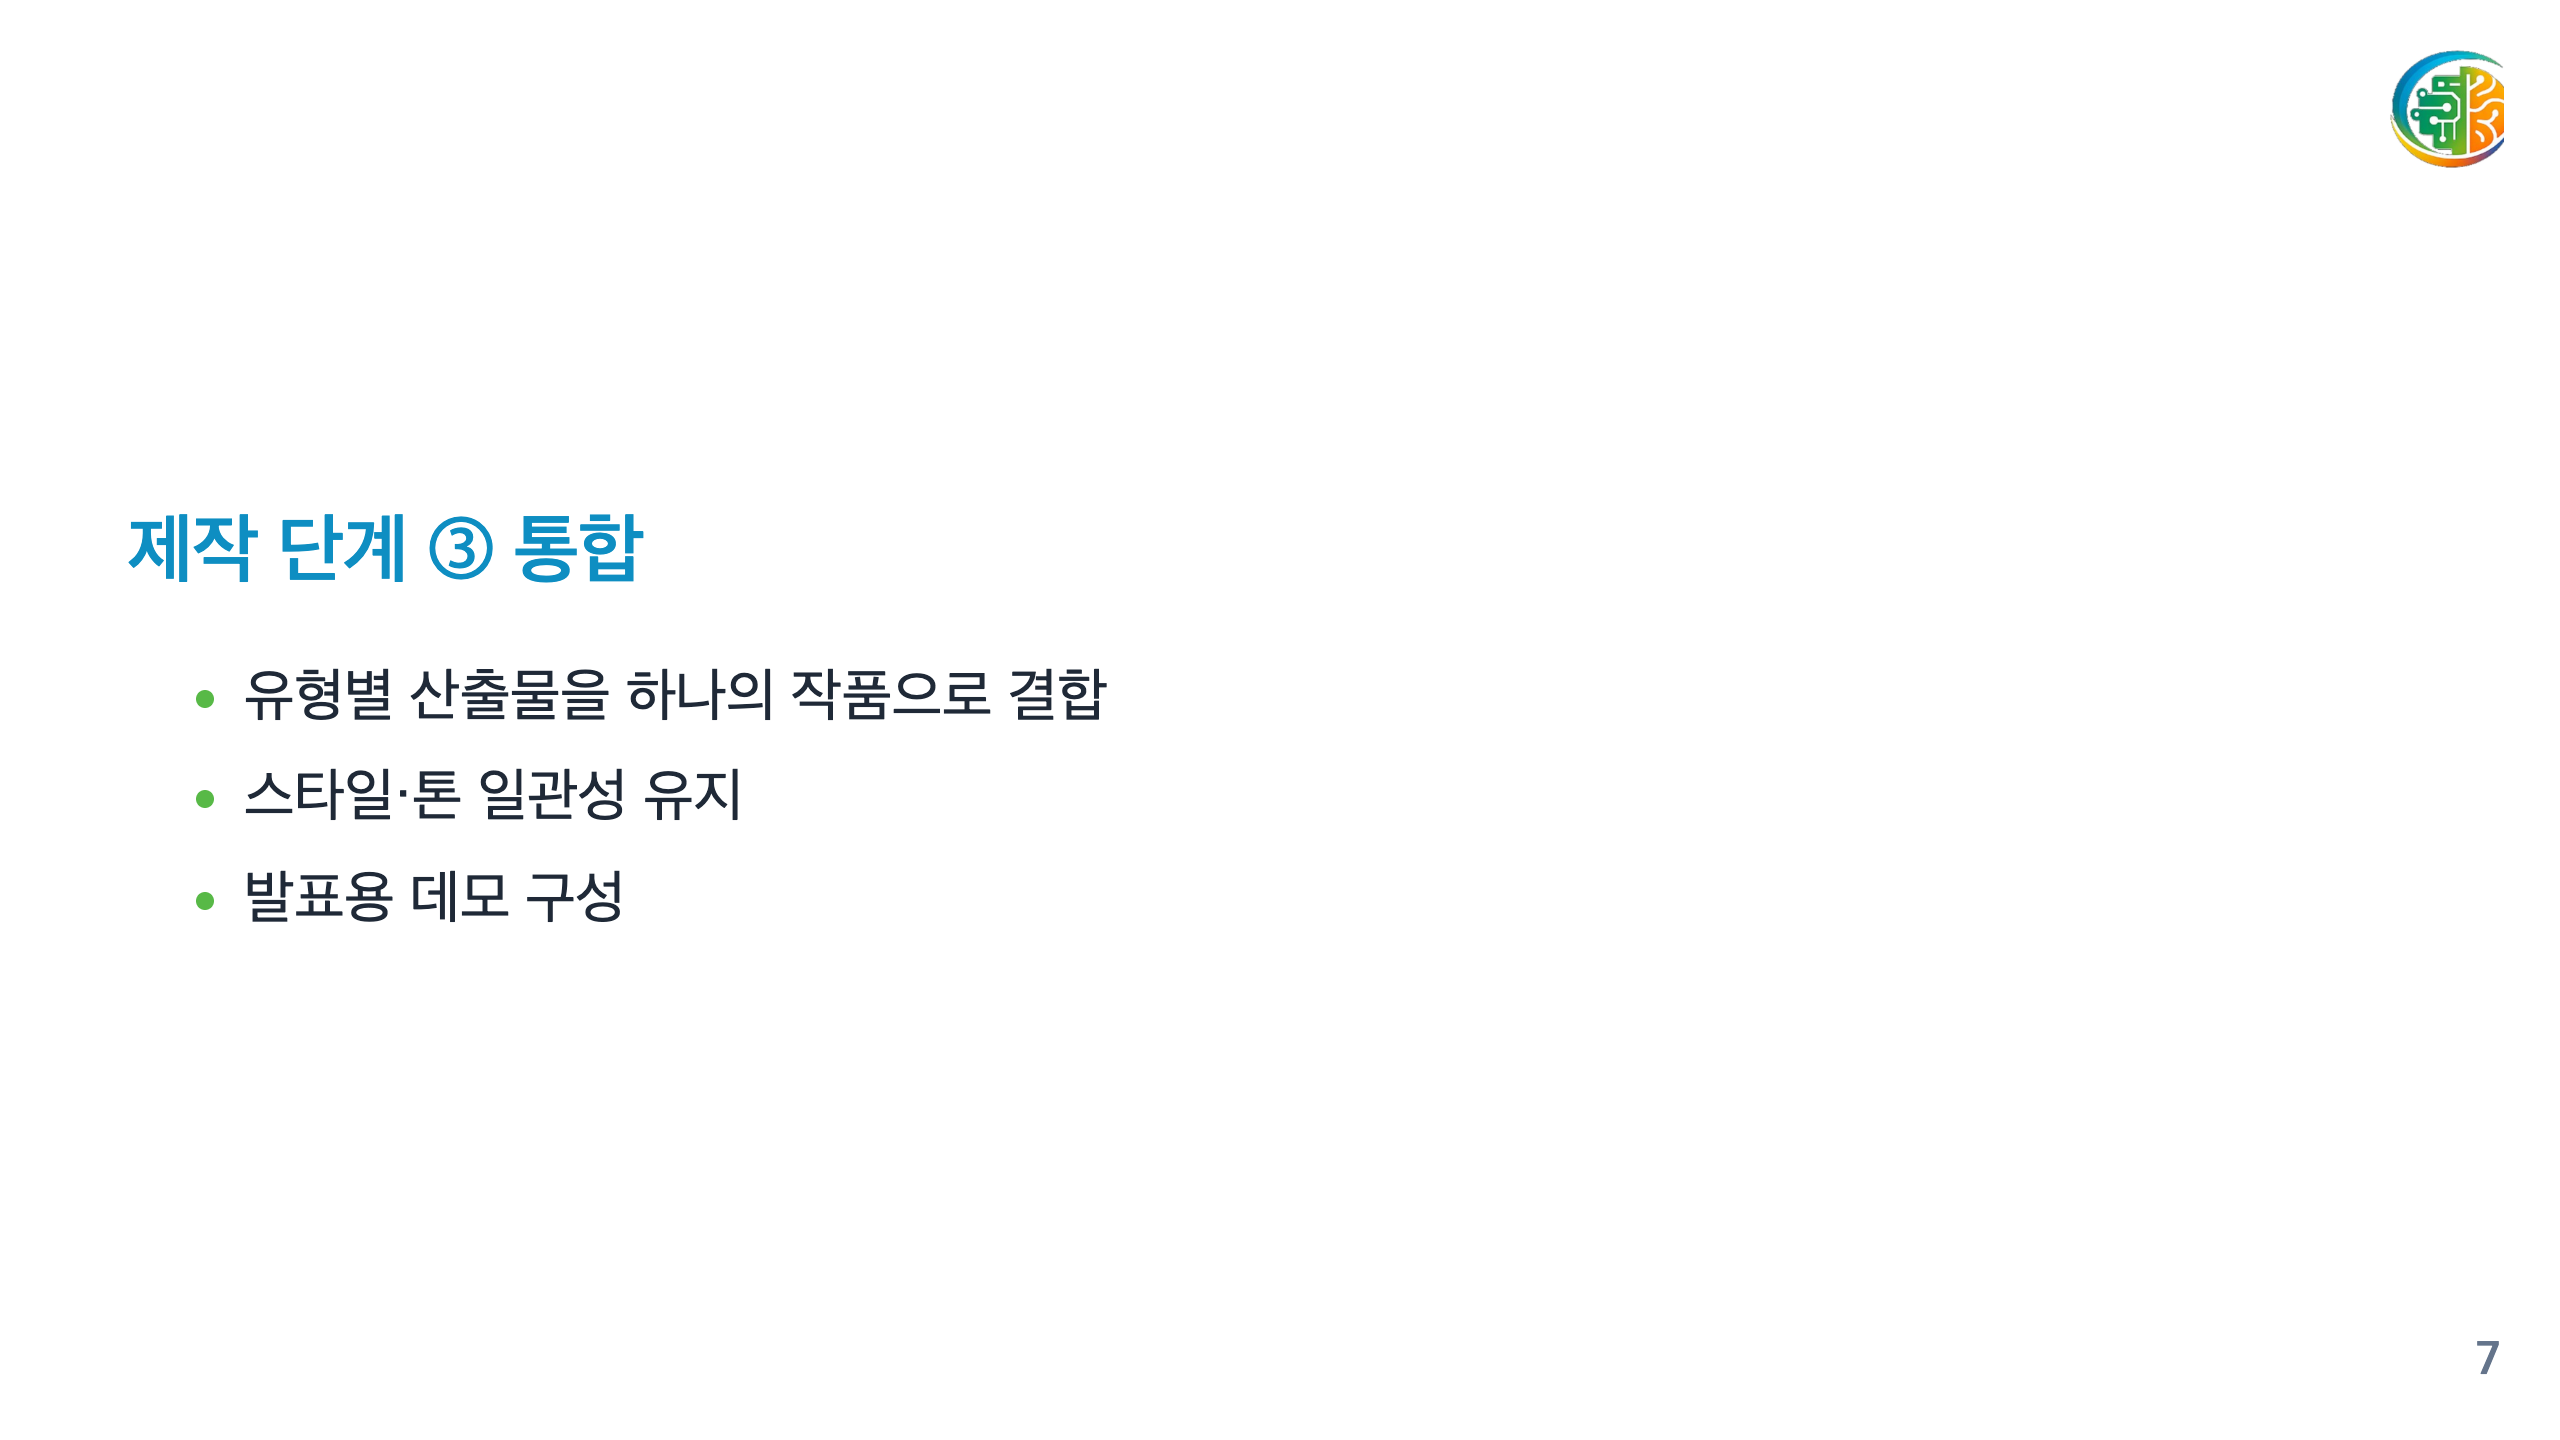 제작 단계 ③ 통합
• 유형별 산출물을 하나의 작품으로 결합
• 스타일·톤 일관성 유지
• 발표용 데모 구성
7